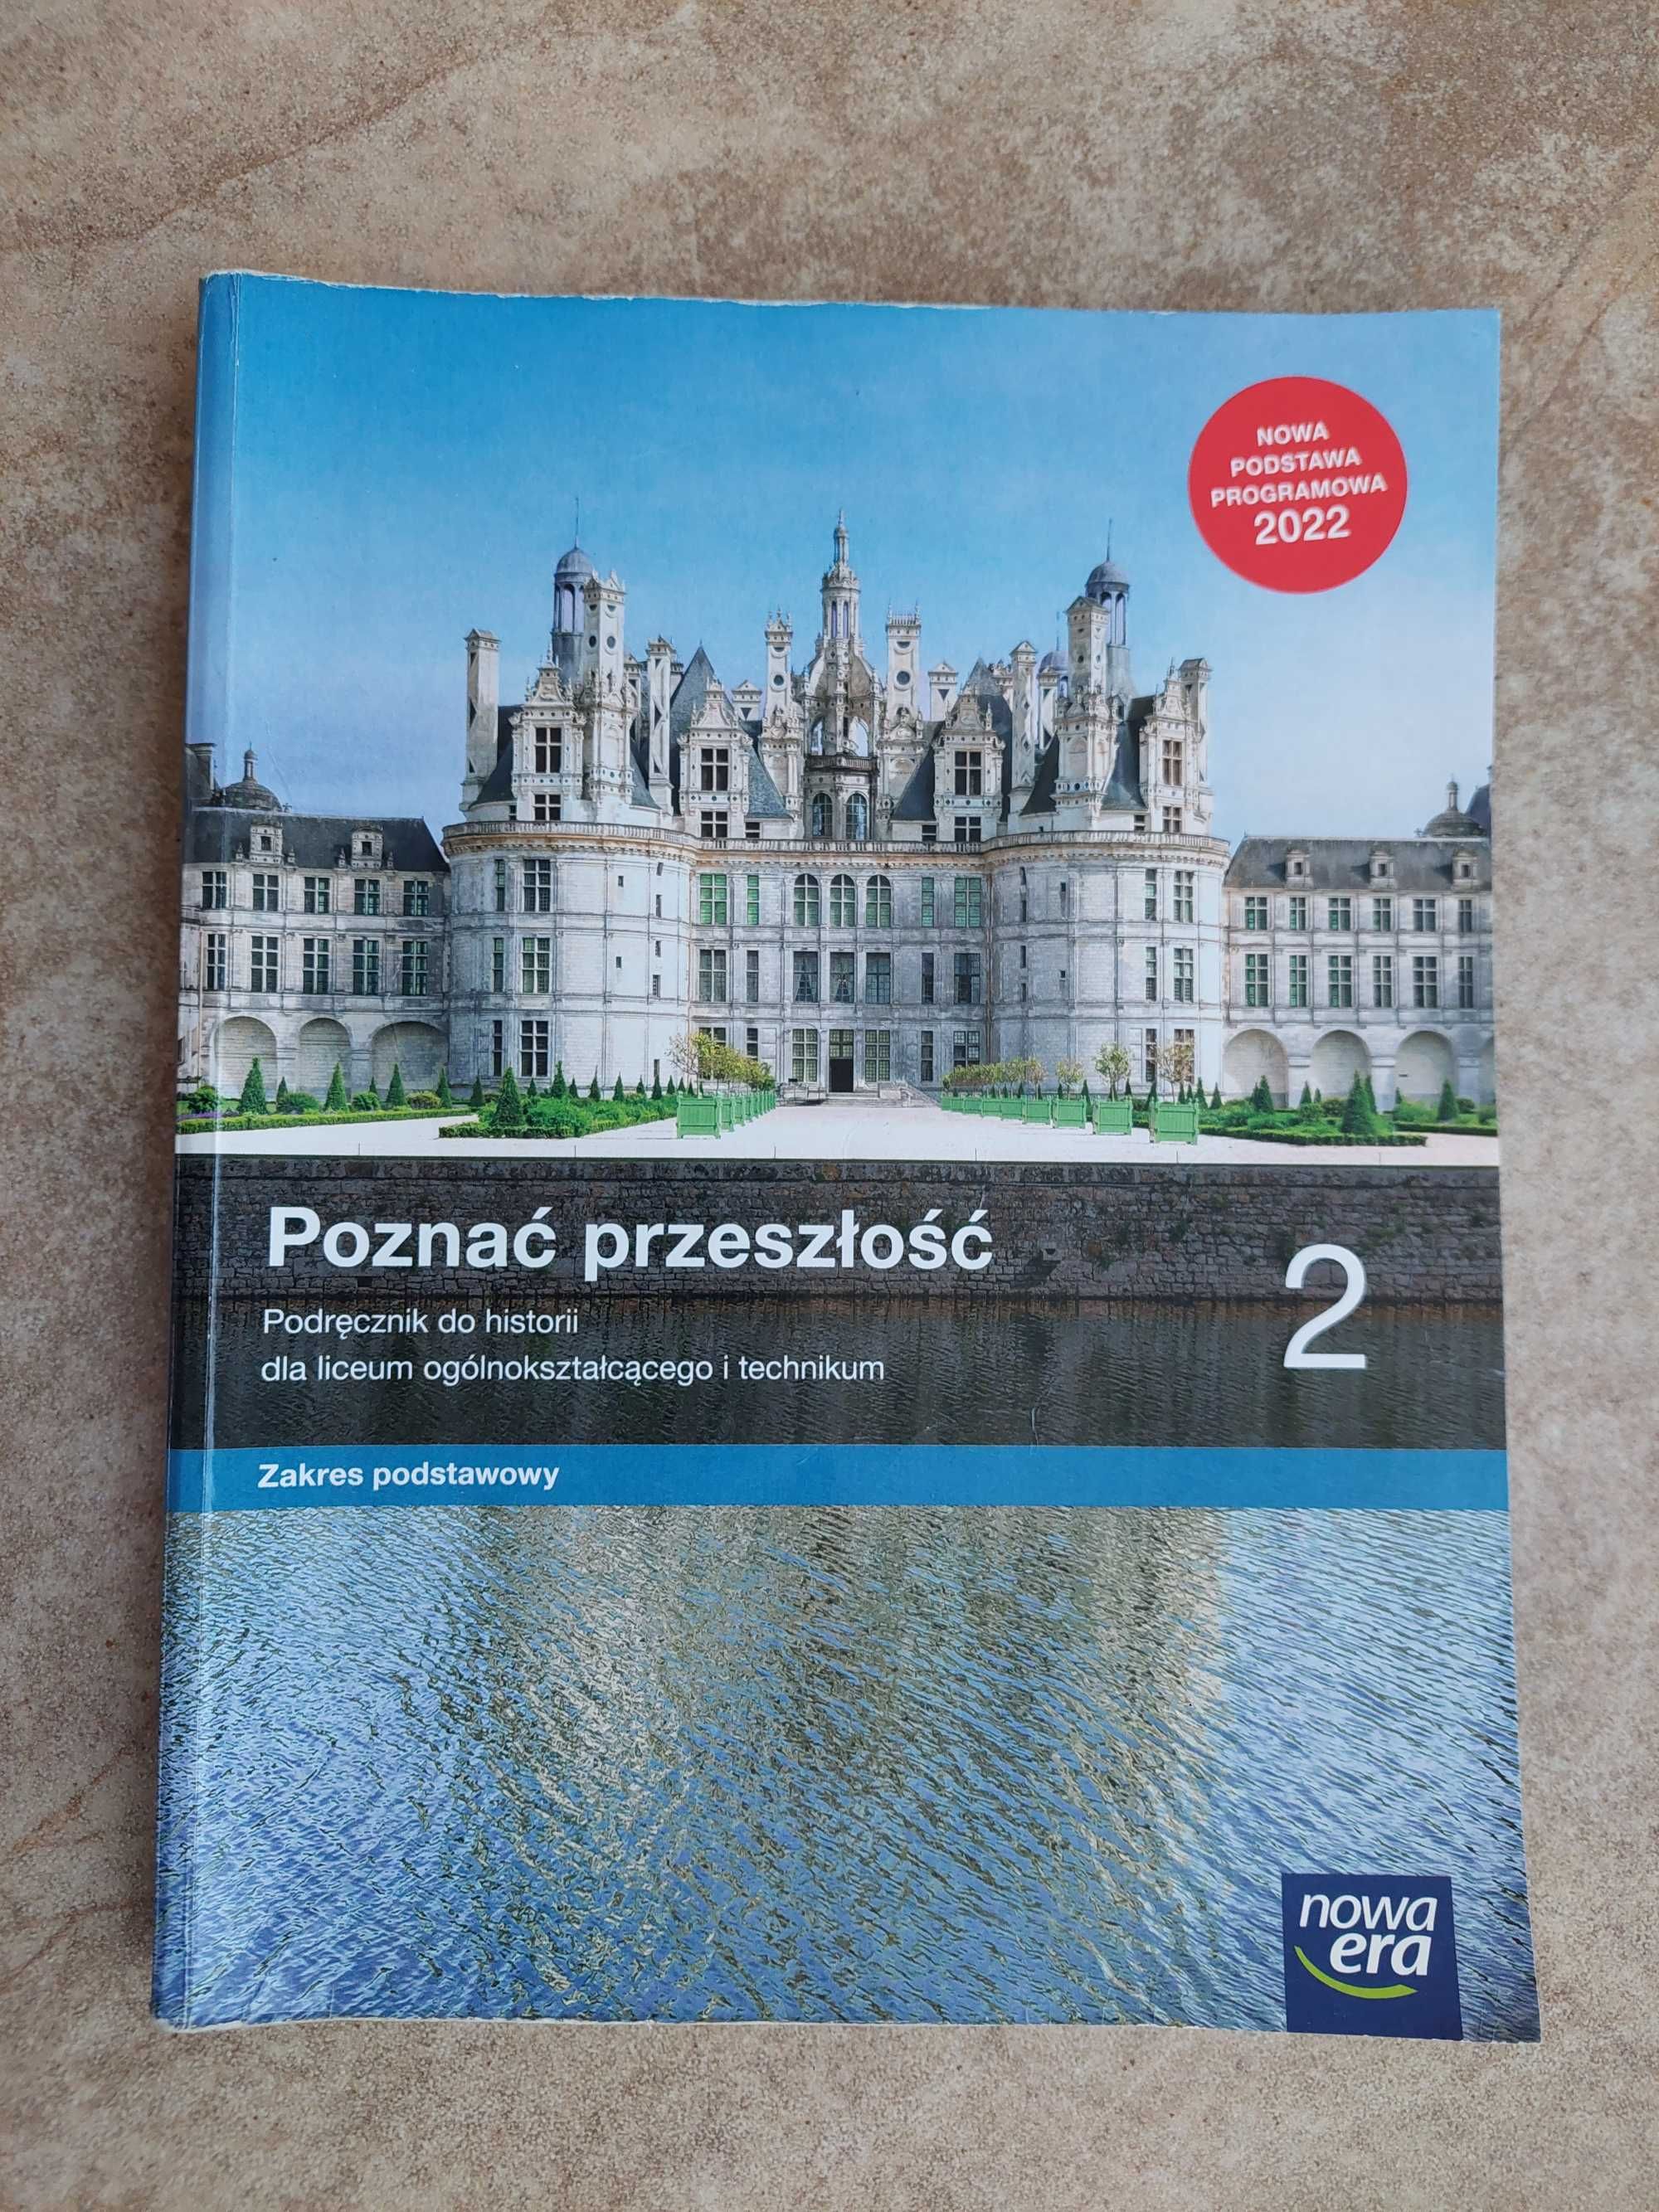 NOWA
PODSTAWA
PROGRAMOWA
2022
Poznać przeszłość
2
Podręcznik do historii
dla liceum ogólnokształcącego i technikum
Zakres podstawowy
nowa
era